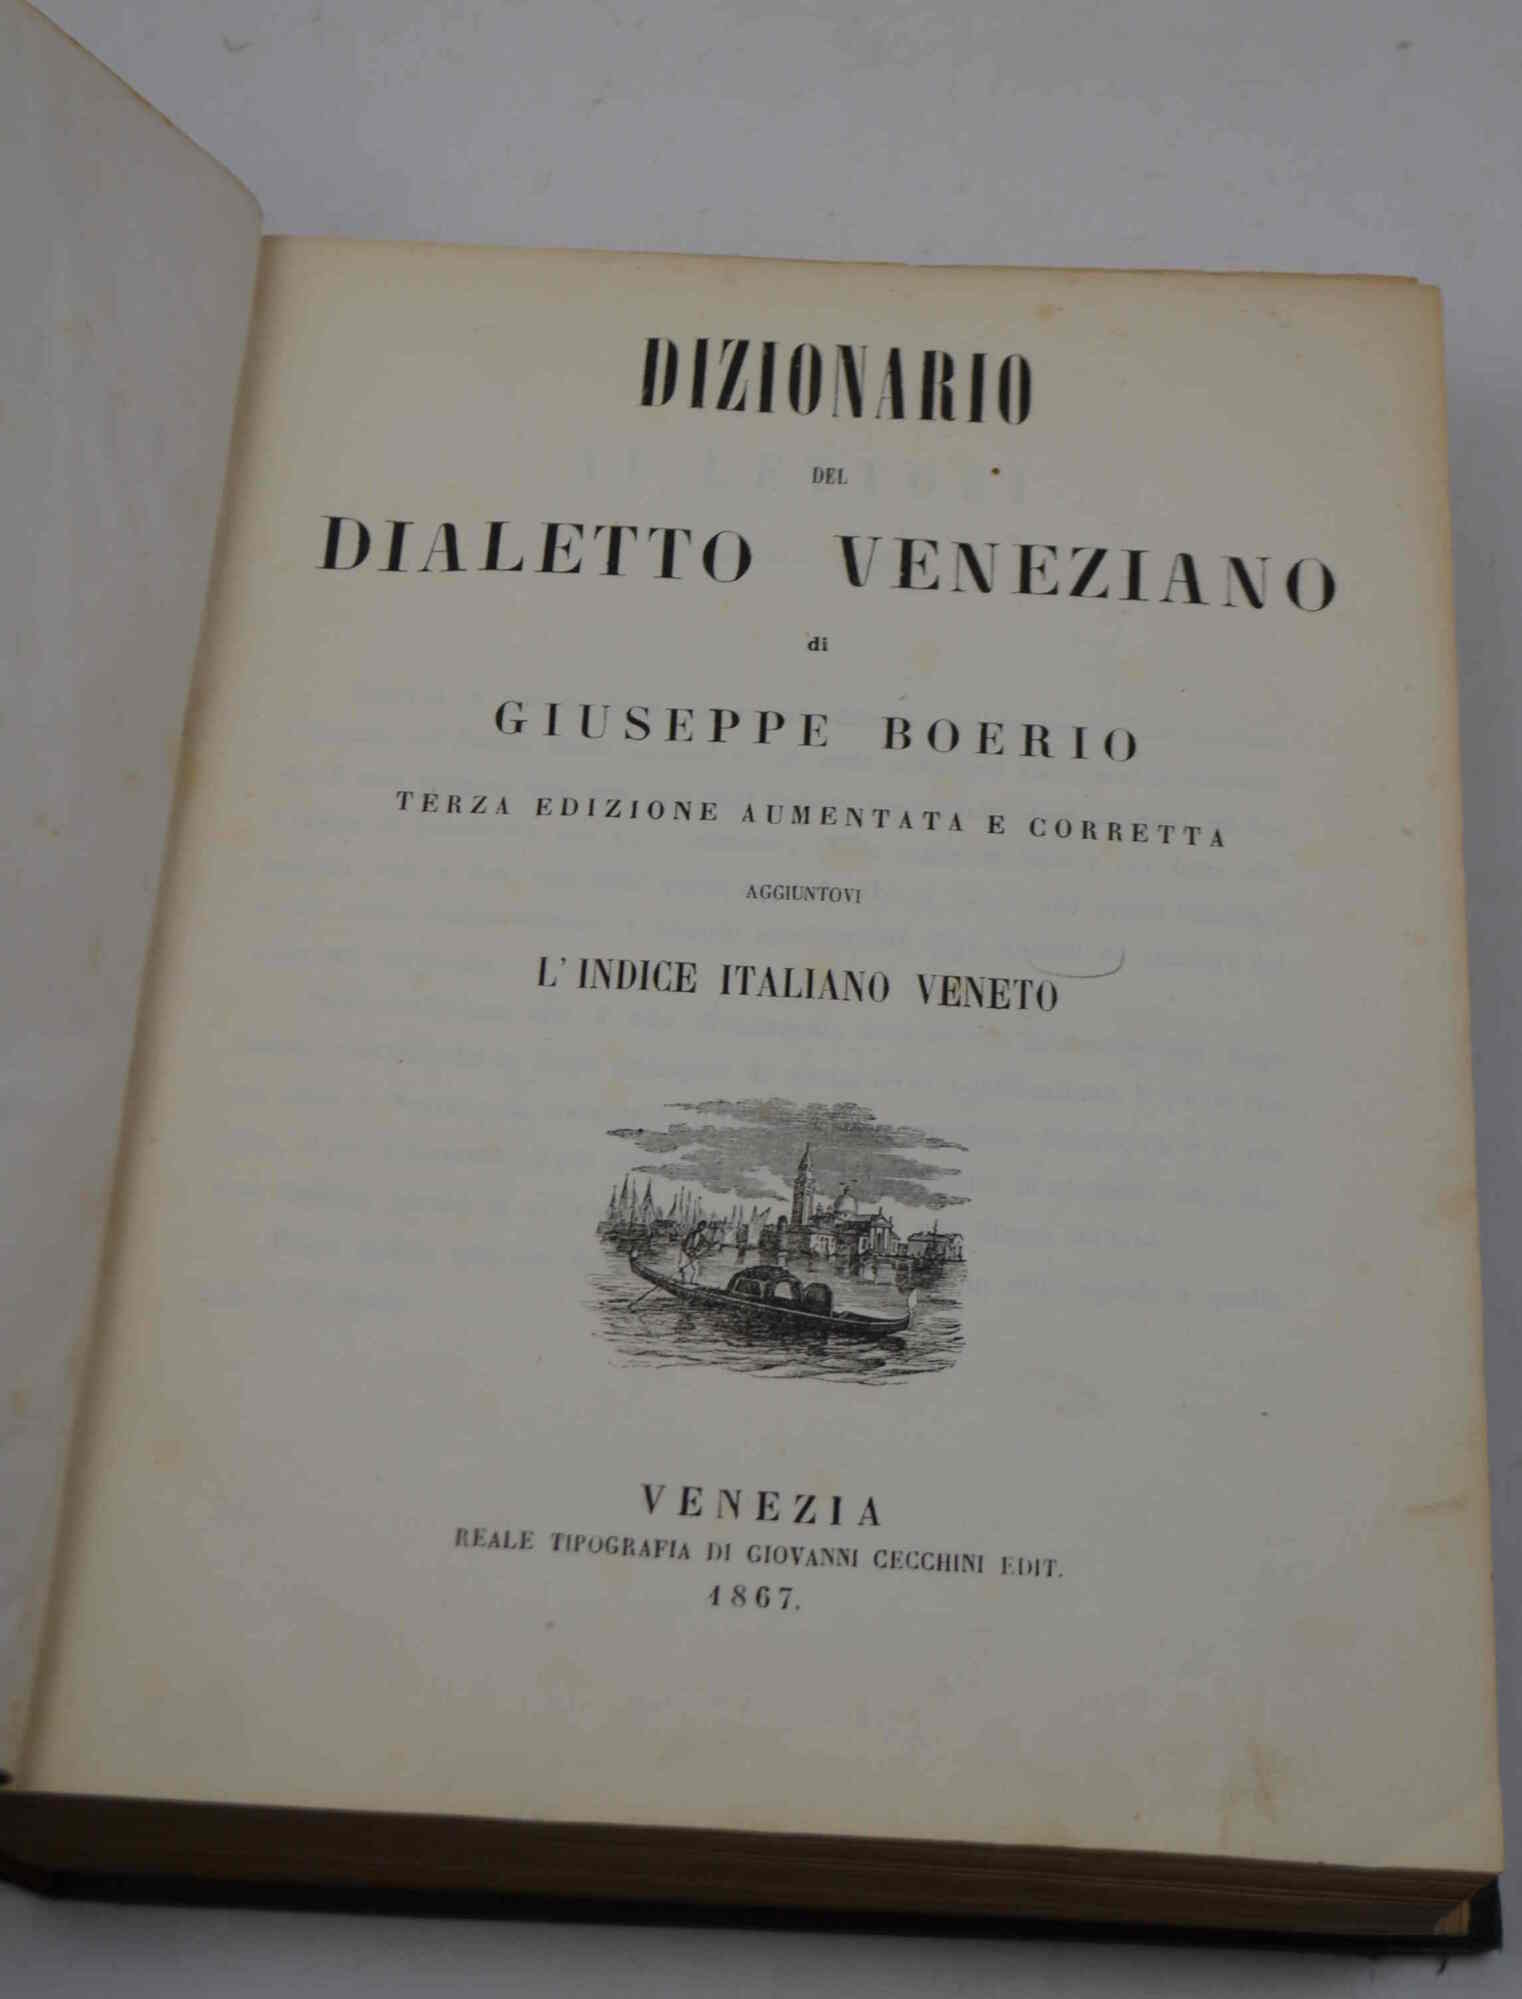 DIZIONARIO
DEL
DIALETTO VENEZIANO
di
GIUSEPPE BOERIO
TERZA EDIZIONE AUMENTATA E CORRETTA
AGGIUNTOVI
L'INDICE ITALIANO VENETO
VENEZIA
REALE TIPOGRAFIA DI GIOVANNI CECCHINI EDIT.
1867.